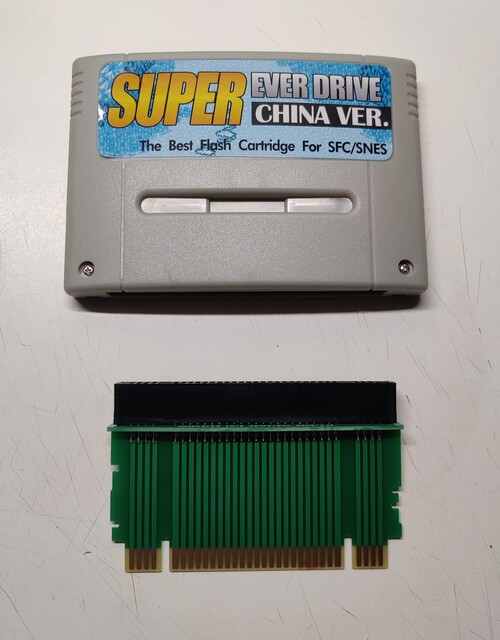 SUPER EVER DRIVE
CHINA VER.
The Best Flash Cartridge For SFC/SNES